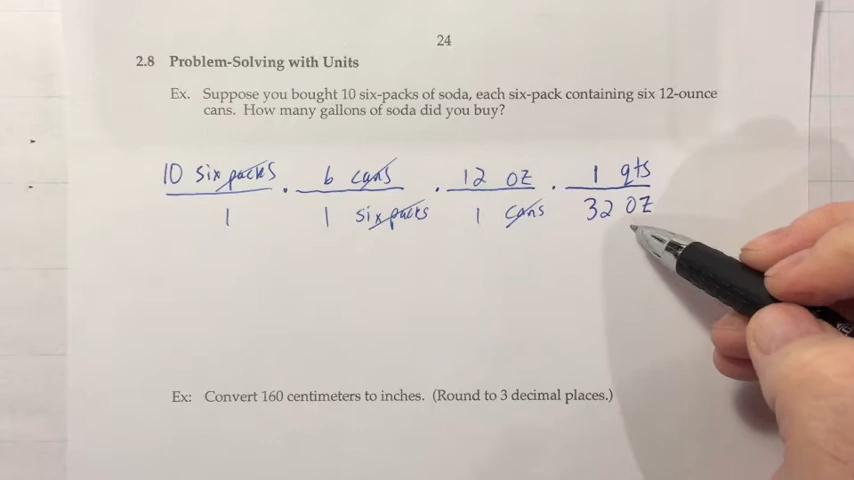 24
2.8 Problem-Solving with Units
Ex. Suppose you bought 10 six-packs of soda, each six-pack containing six 12-ounce
cans. How many gallons of soda did you buy?
10 six packs · 6 cans · 12 oz · 1 qts
1 1 six packs 1 cans 32 oz
Ex: Convert 160 centimeters to inches. (Round to 3 decimal places.)